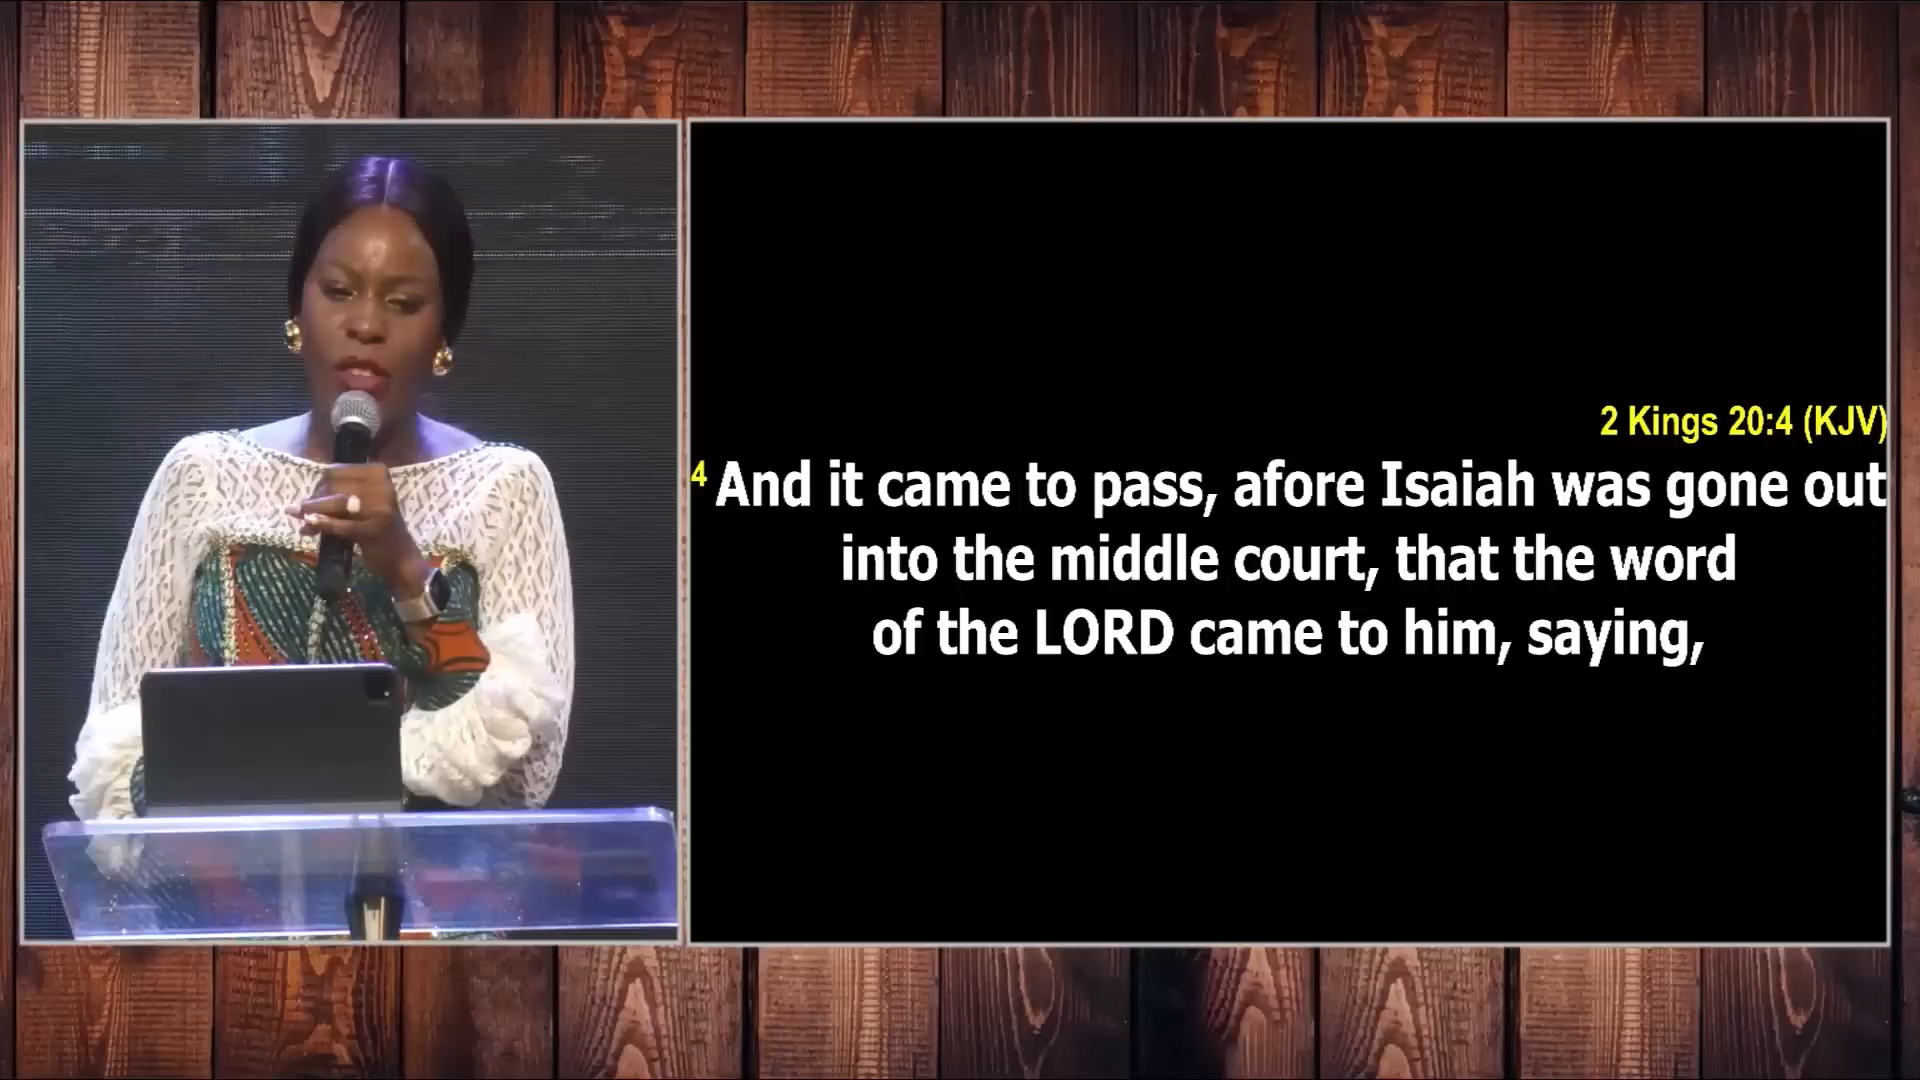 2 Kings 20:4 (KJV)
4 And it came to pass, afore Isaiah was gone out
into the middle court, that the word
of the LORD came to him, saying,